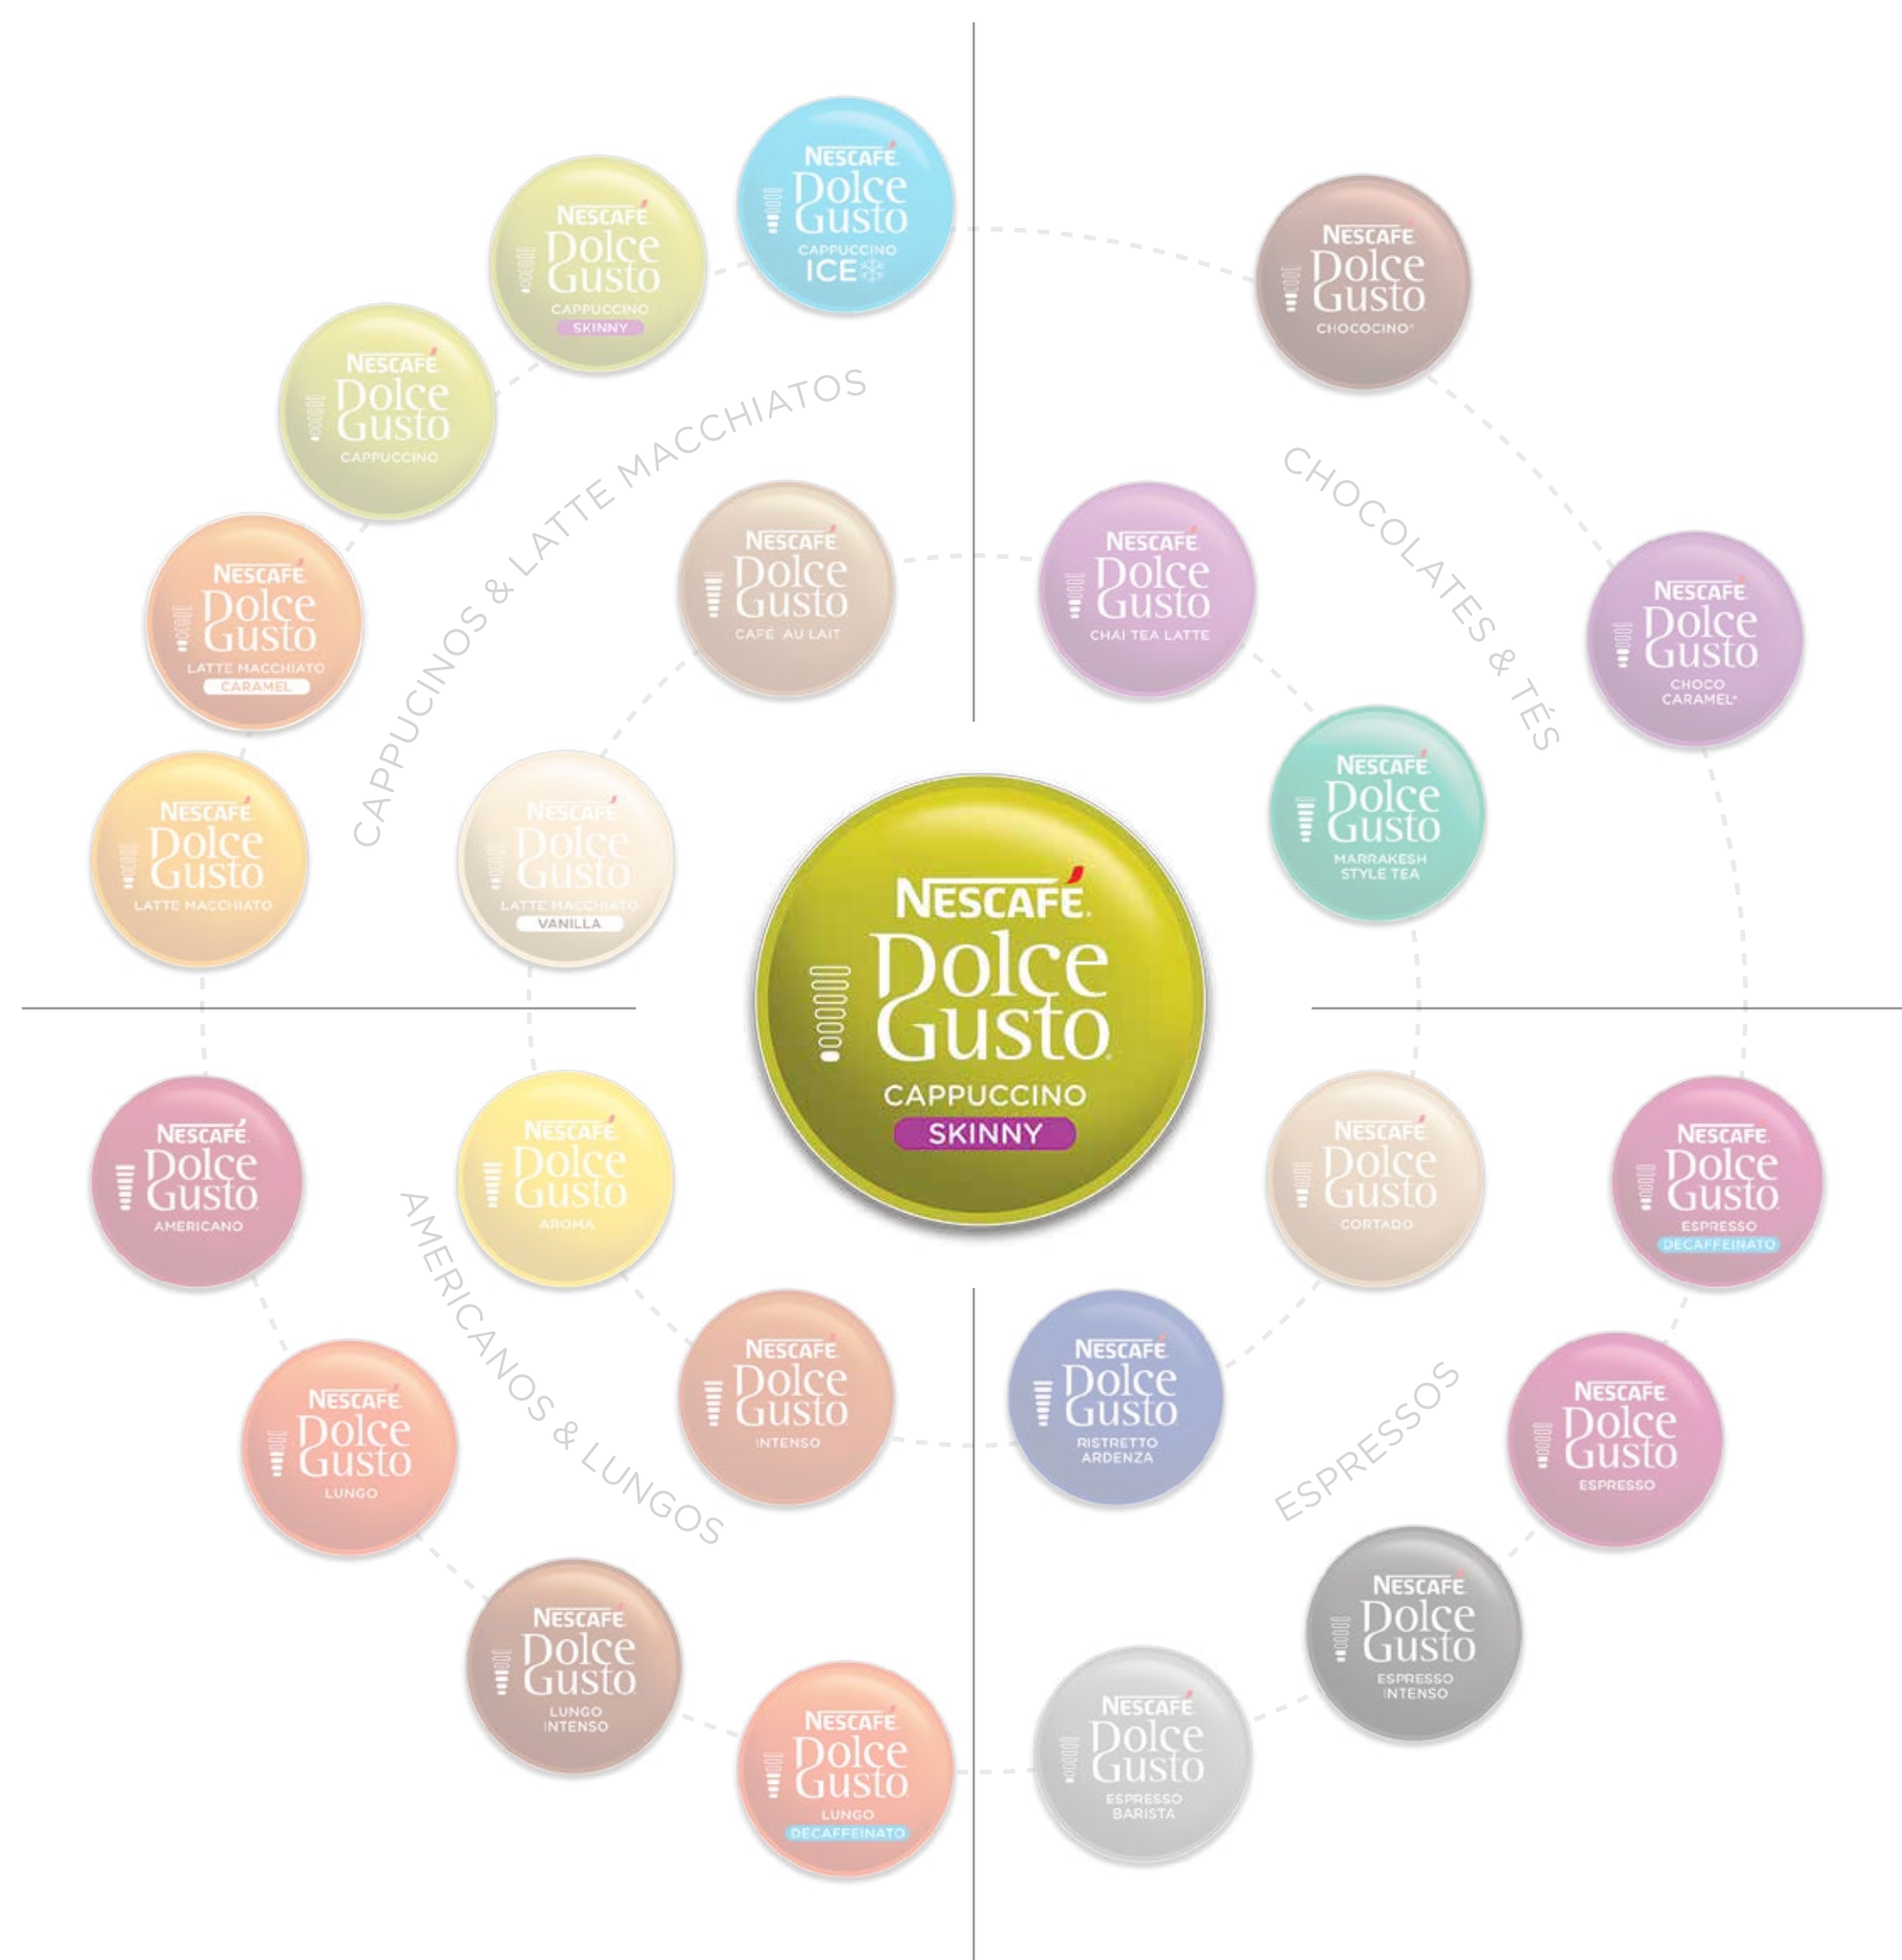 NESCAFÉ
Dolce
Gusto
CAPPUCCINO
ICE
NESCAFÉ
Dolce
Gusto
CAPPUCCINO
SKINNY
NESCAFÉ
Dolce
Gusto
CAPPUCCINO
NESCAFÉ
Dolce
Gusto
LATTE MACCHIATO
CARAMEL
NESCAFÉ
Dolce
Gusto
LATTE MACCHIATO
CAPPUCINOS & LATTE MACCHIATOS
NESCAFÉ
Dolce
Gusto
CAFÉ AU LAIT
NESCAFÉ
Dolce
Gusto
LATTE MACCHIATO
VANILLA
NESCAFÉ
Dolce
Gusto
CHOCOCINO*
NESCAFÉ
Dolce
Gusto
CHOCO
CARAMEL*
CHOCOLATES & TÉS
NESCAFÉ
Dolce
Gusto
CHAI TEA LATTE
NESCAFÉ
Dolce
Gusto
MARRAKESH
STYLE TEA
NESCAFÉ.
Dolce
Gusto
CAPPUCCINO
SKINNY
NESCAFÉ
Dolce
Gusto
AMERICANO
NESCAFÉ
Dolce
Gusto
AROMA
AMERICANOS & LUNGOS
NESCAFÉ
Dolce
Gusto
LUNGO
NESCAFÉ
Dolce
Gusto
INTENSO
NESCAFÉ
Dolce
Gusto
LUNGO
INTENSO
NESCAFÉ
Dolce
Gusto
LUNGO
DECAFFEINATO
NESCAFÉ
Dolce
Gusto
CORTADO
NESCAFÉ
Dolce
Gusto
ESPRESSO
DECAFFEINATO
NESCAFÉ
Dolce
Gusto
RISTRETTO
ARDENZA
ESPRESSOS
NESCAFÉ
Dolce
Gusto
ESPRESSO
NESCAFÉ
Dolce
Gusto
ESPRESSO
INTENSO
NESCAFÉ
Dolce
Gusto
ESPRESSO
BARISTA